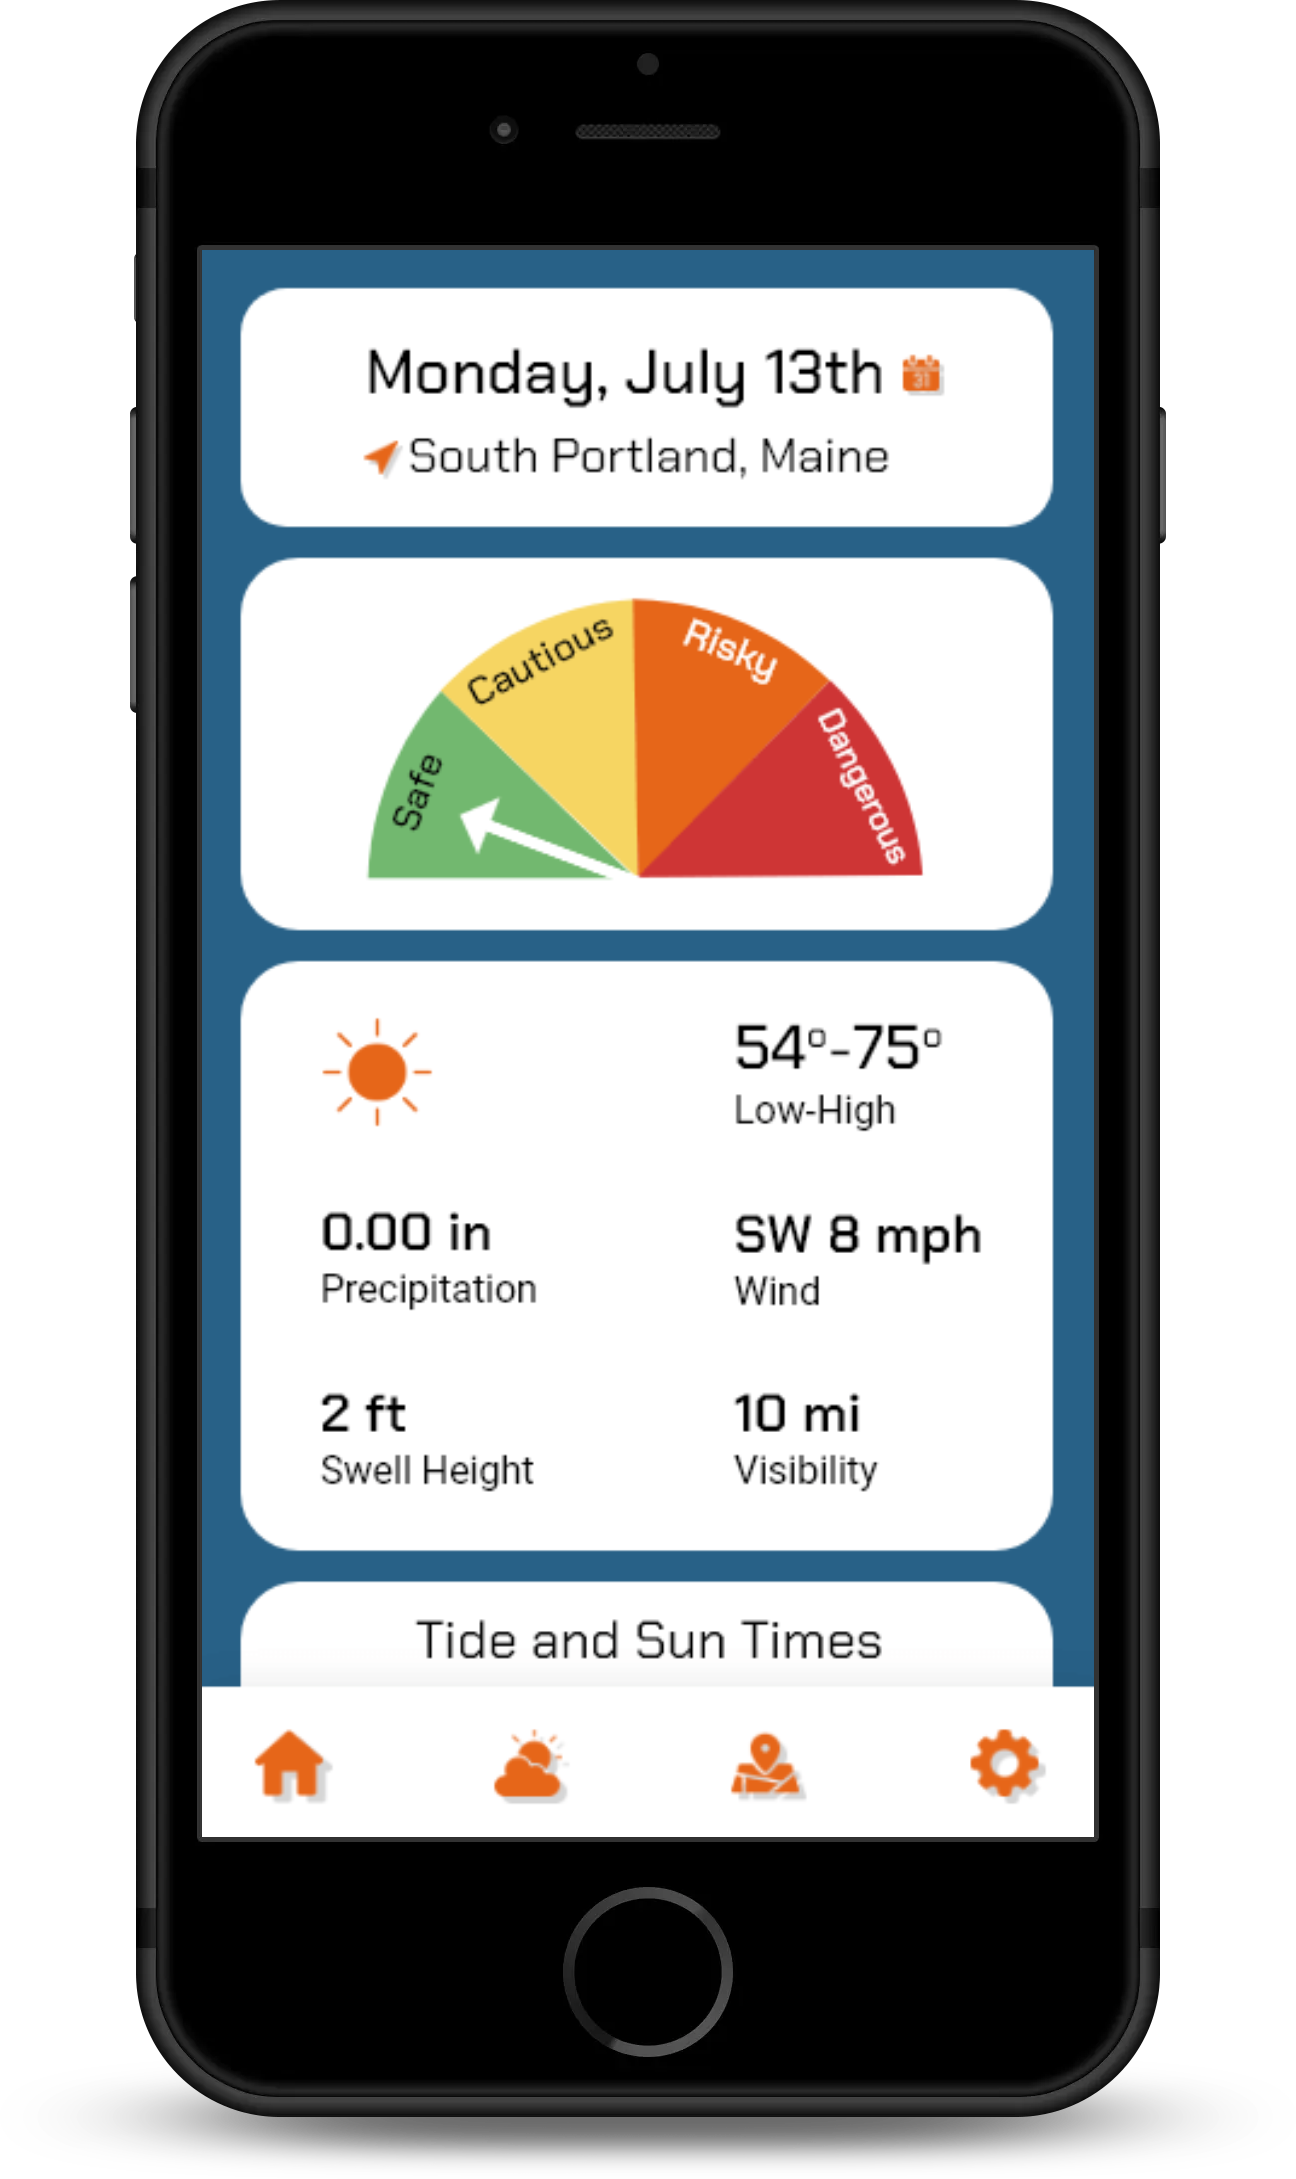 Monday, July 13th
31
South Portland, Maine
Safe
Cautious
Risky
Dangerous
54°-75°
Low-High
0.00 in
Precipitation
SW 8 mph
Wind
2 ft
Swell Height
10 mi
Visibility
Tide and Sun Times